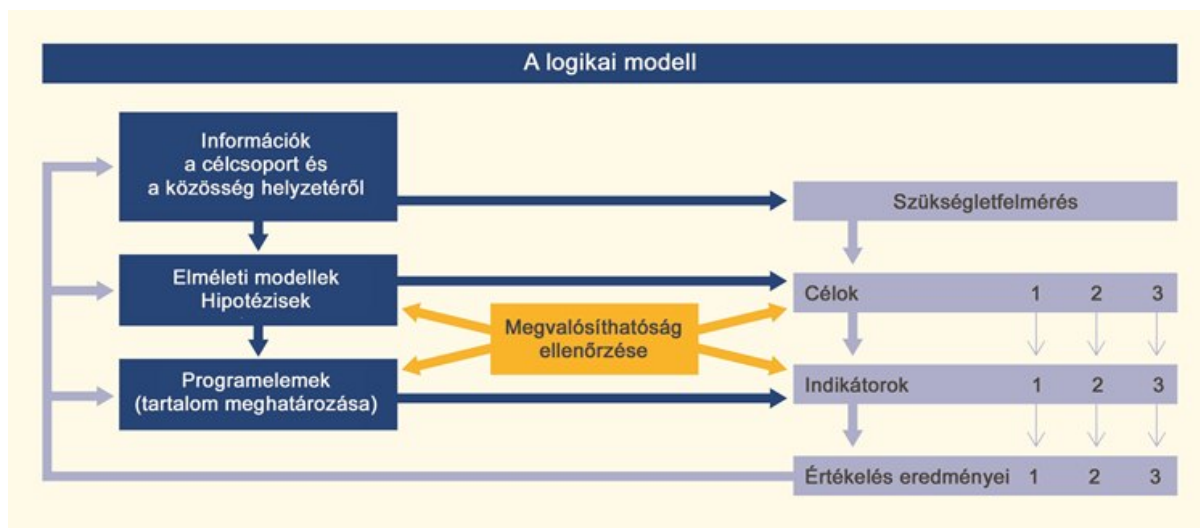 A logikai modell
Információk
a célcsoport és
a közösség helyzetéről
Szükségletfelmérés
Elméleti modellek
Hipotézisek
Célok 1 2 3
Megvalósíthatóság
ellenőrzése
Programelemek
(tartalom meghatározása)
Indikátorok 1 2 3
Értékelés eredményei 1 2 3